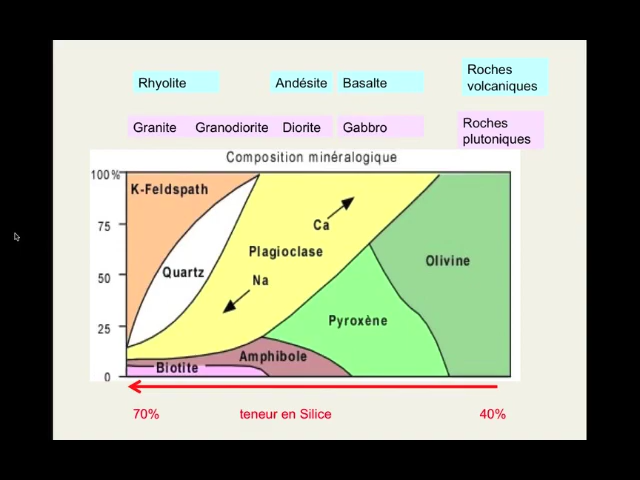 Rhyolite
Andésite
Basalte
Roches
volcaniques
Granite
Granodiorite
Diorite
Gabbro
Roches
plutoniques
Composition minéralogique
100%
K-Feldspath
75
Ca
Plagioclase
Olivine
50
Quartz
Na
25
Pyroxène
Amphibole
Biotite
0
70%
teneur en Silice
40%